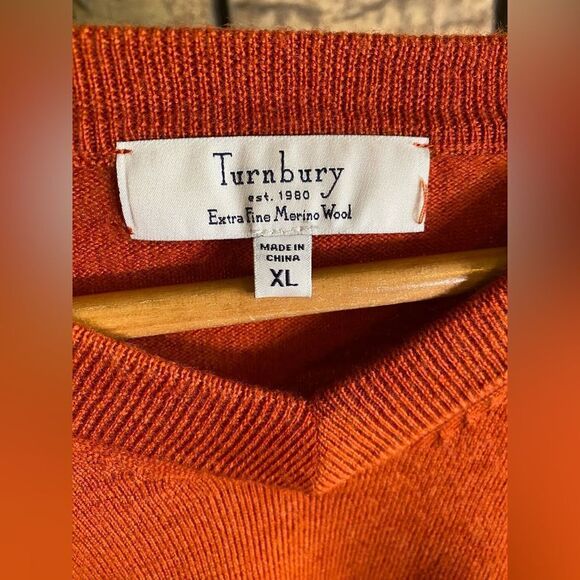 Turnbury
est. 1980
Extra Fine Merino Wool
MADE IN
CHINA
XL